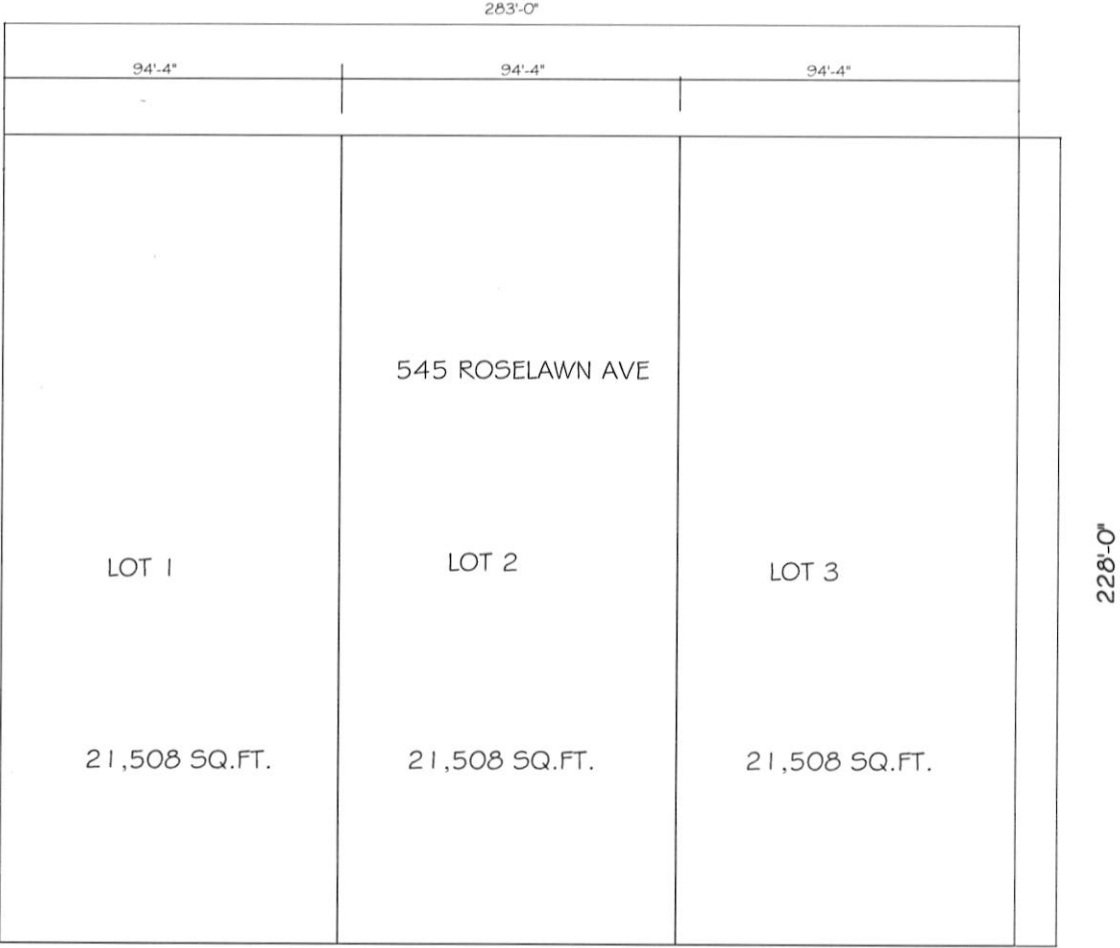 283'-0"
94'-4" 94'-4" 94'-4"
545 ROSELAWN AVE
LOT 1 LOT 2 LOT 3
228'-0"
21,508 SQ.FT. 21,508 SQ.FT. 21,508 SQ.FT.